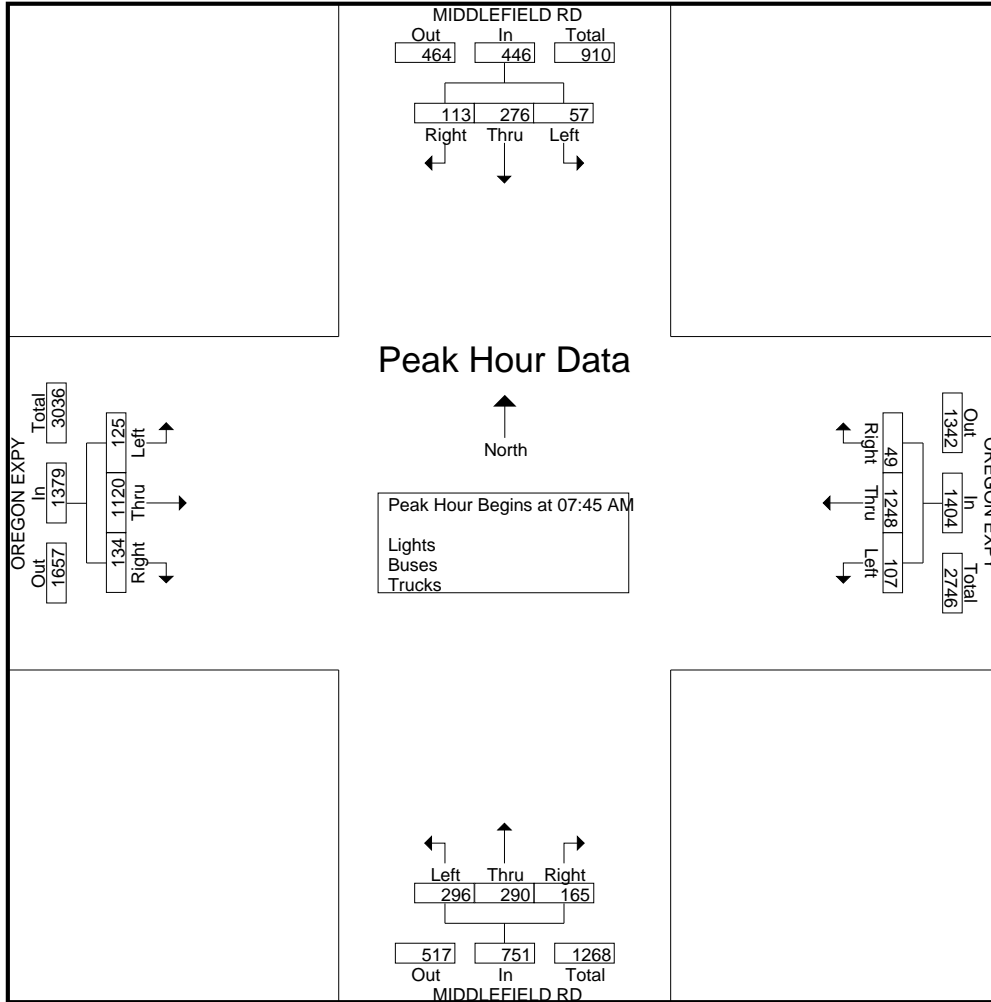 MIDDLEFIELD RD
Out In Total
464 446 910
113 276 57
Right Thru Left
Peak Hour Data
North
Peak Hour Begins at 07:45 AM
Lights
Buses
Trucks
OREGON EXPY
Total In Out
3036 1379 1657
125 1120 134
Left Thru Right
Right Thru Left
49 1248 107
Out In Total
1342 1404 2746
OREGON EXPY
Left Thru Right
296 290 165
517 751 1268
Out In Total
MIDDLEFIELD RD